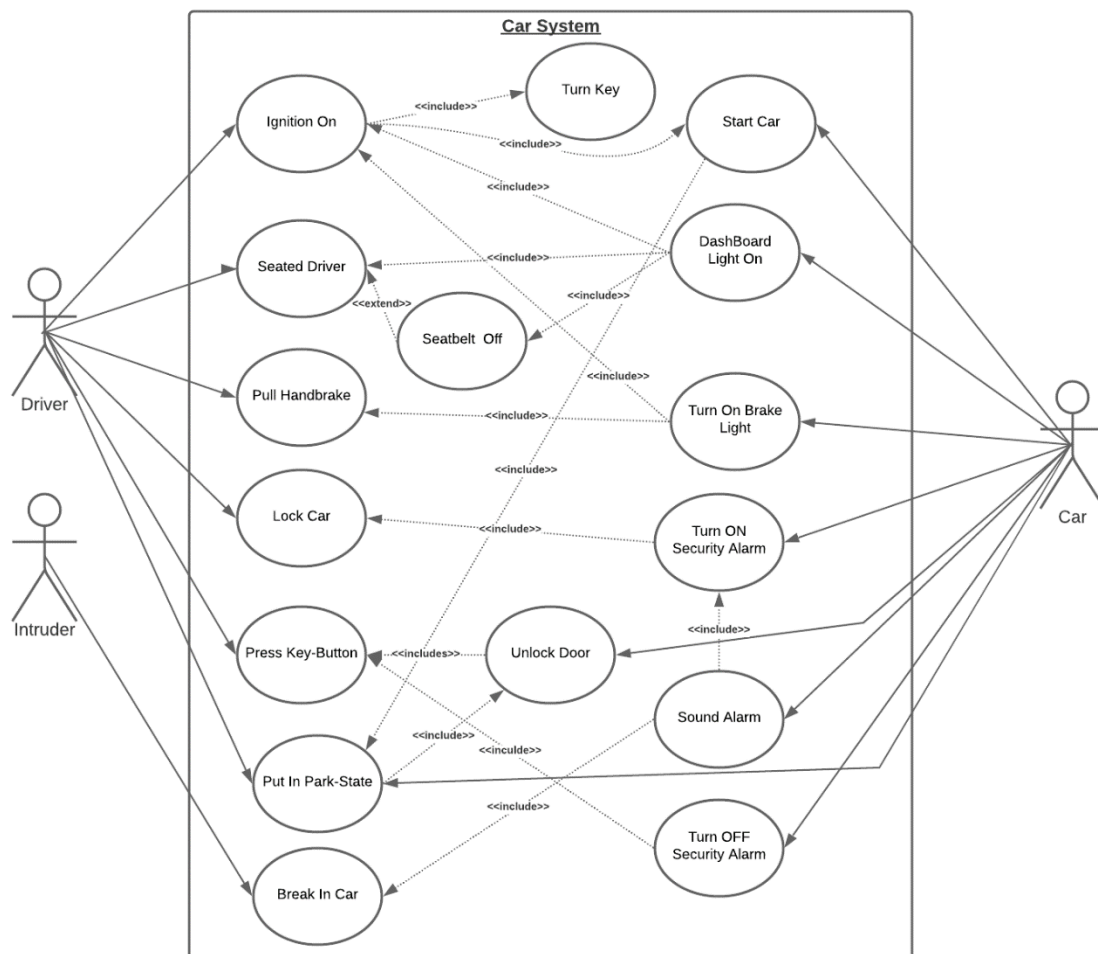 Car System
Turn Key
<<include>>
Ignition On
Start Car
<<include>>
<<include>>
DashBoard
Light On
Seated Driver
<<include>>
<<extend>>
<<include>>
Seatbelt Off
Driver
<<include>>
Pull Handbrake
Turn On Brake
Light
<<include>>
<<include>>
Lock Car
Turn ON
Security Alarm
<<include>>
Car
Intruder
<<include>>
Press Key-Button
<<includes>>
Unlock Door
Sound Alarm
<<include>>
<<inculde>>
Put In Park-State
<<include>>
Turn OFF
Security Alarm
Break In Car